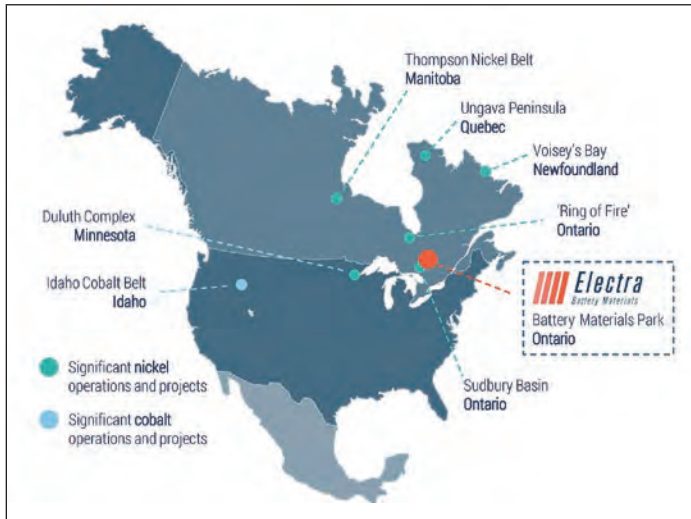 Thompson Nickel Belt
Manitoba
Ungava Peninsula
Quebec
Voisey's Bay
Newfoundland
'Ring of Fire'
Ontario
Duluth Complex
Minnesota
Idaho Cobalt Belt
Idaho
Electra
Battery Materials
Battery Materials Park
Ontario
Sudbury Basin
Ontario
Significant nickel
operations and projects
Significant cobalt
operations and projects